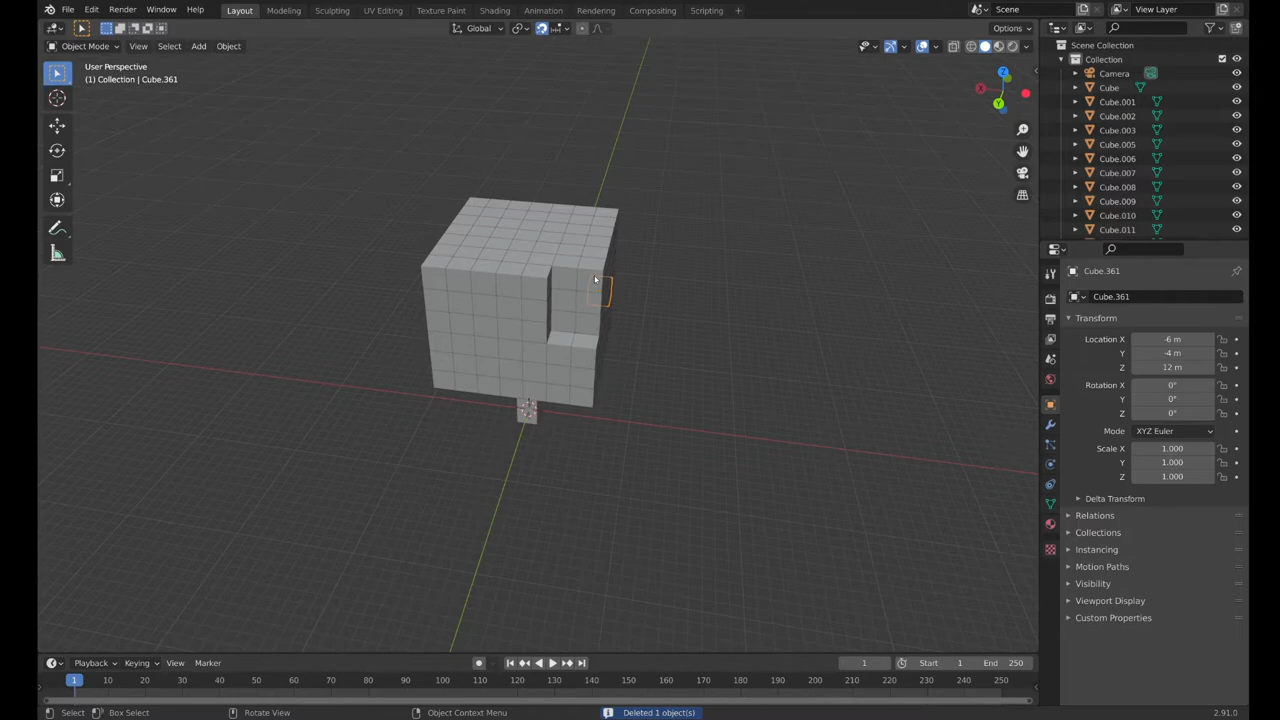 File Edit Render Window Help Layout Modeling Sculpting UV Editing Texture Paint Shading Animation Rendering Compositing Scripting + Scene View Layer
Global Options
Object Mode View Select Add Object
User Perspective
(1) Collection | Cube.361
Z
X
Y
Scene Collection
Collection
Camera
Cube
Cube.001
Cube.002
Cube.003
Cube.005
Cube.006
Cube.007
Cube.008
Cube.009
Cube.010
Cube.011
Cube.361
Cube.361
Transform
Location X -6 m
Y -4 m
Z 12 m
Rotation X 0°
Y 0°
Z 0°
Mode XYZ Euler
Scale X 1.000
Y 1.000
Z 1.000
Delta Transform
Relations
Collections
Instancing
Motion Paths
Visibility
Viewport Display
Custom Properties
Playback Keying View Marker 1 Start 1 End 250
1 10 20 30 40 50 60 70 80 90 100 110 120 130 140 150 160 170 180 190 200 210 220 230 240 250
Select Box Select Rotate View Object Context Menu Deleted 1 object(s) 2.91.0